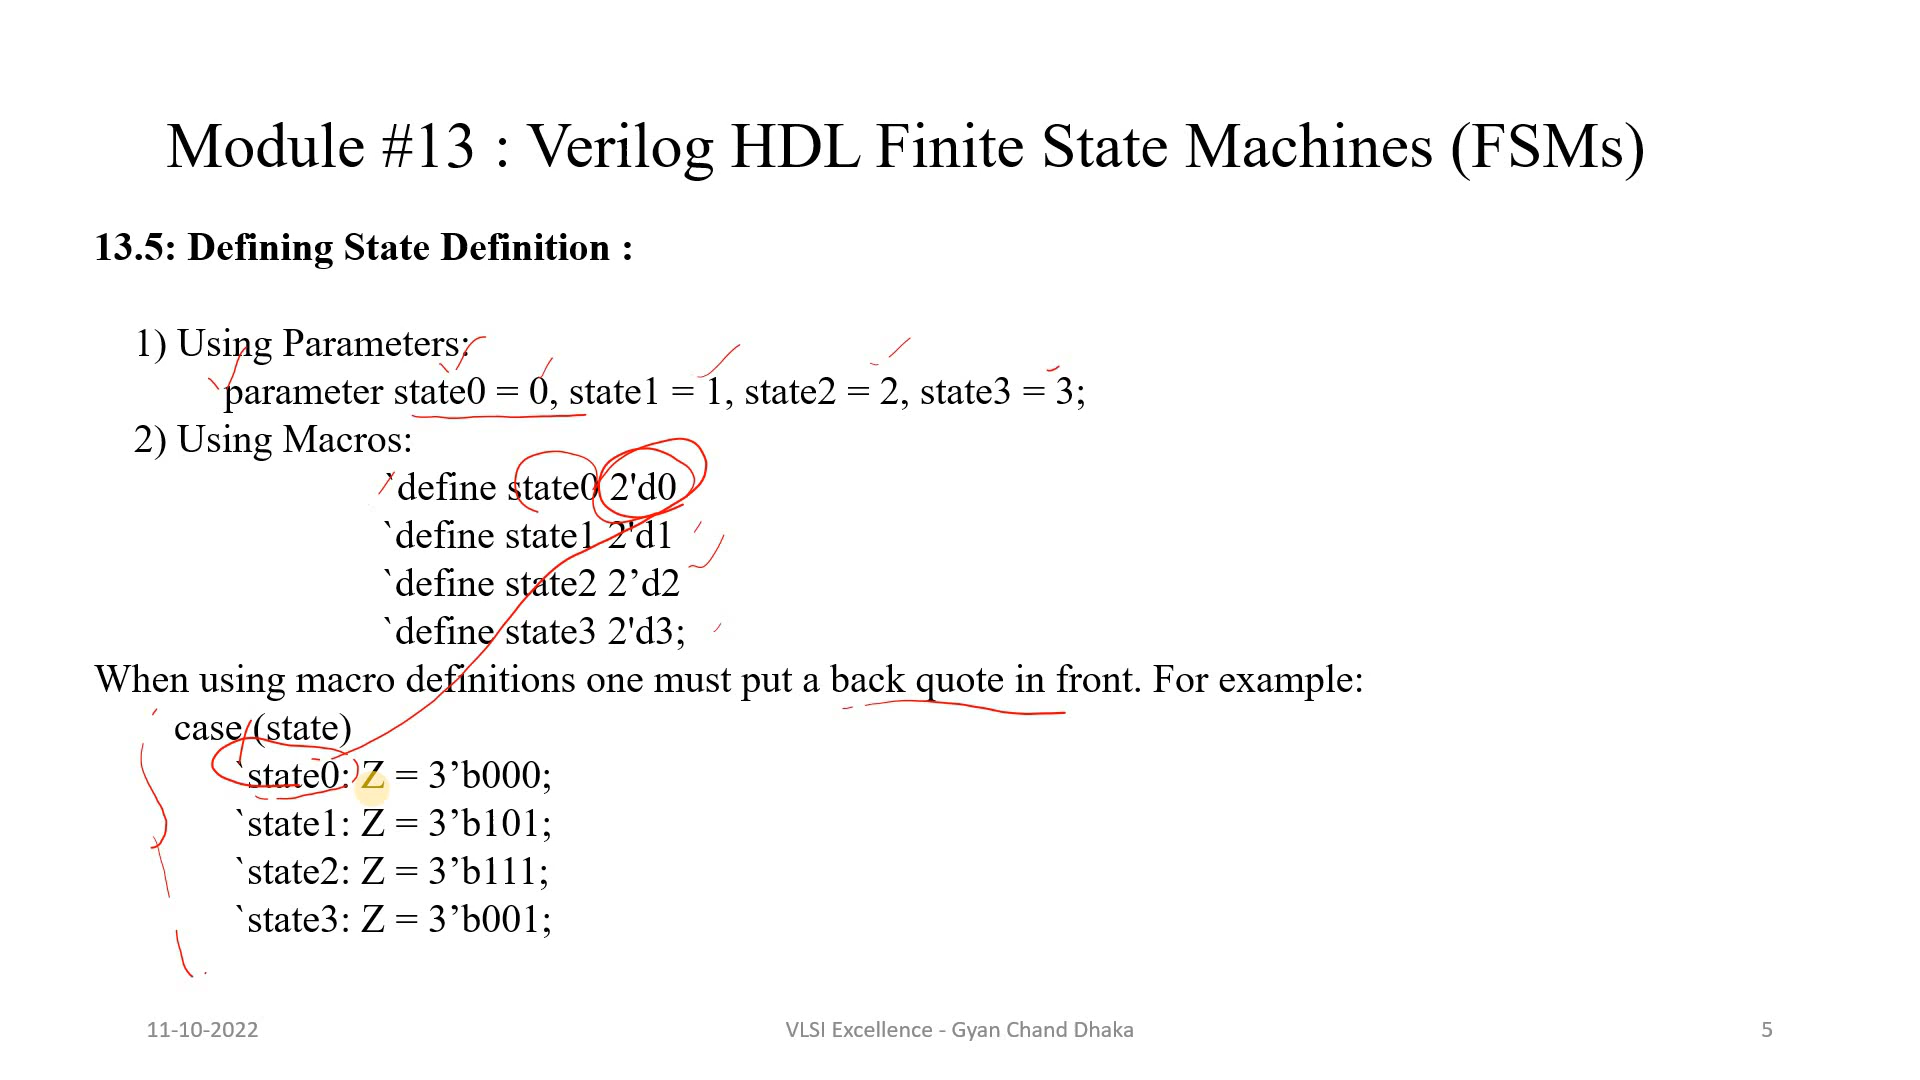 Module #13 : Verilog HDL Finite State Machines (FSMs)
13.5: Defining State Definition :
1) Using Parameters:
parameter state0 = 0, state1 = 1, state2 = 2, state3 = 3;
2) Using Macros:
`define state0 2'd0
`define state1 2'd1
`define state2 2’d2
`define state3 2'd3;
When using macro definitions one must put a back quote in front. For example:
case (state)
`state0: Z = 3’b000;
`state1: Z = 3’b101;
`state2: Z = 3’b111;
`state3: Z = 3’b001;
11-10-2022
VLSI Excellence - Gyan Chand Dhaka
5